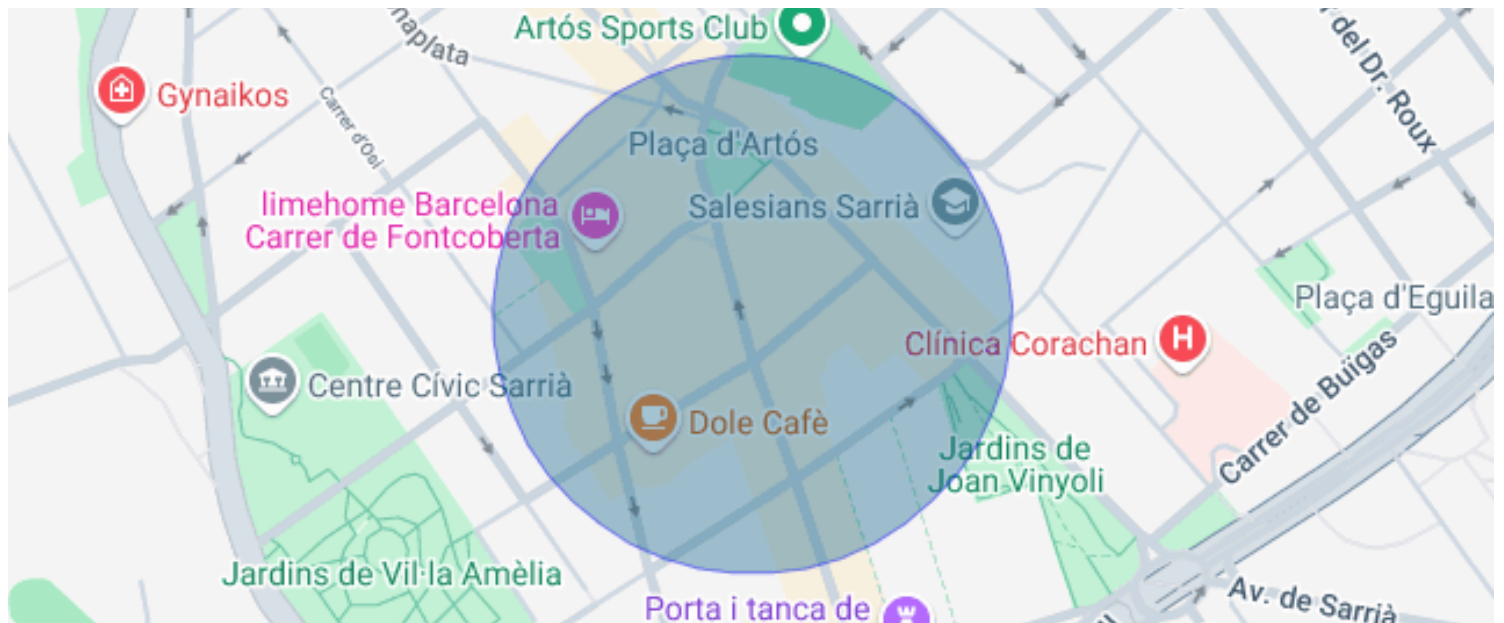 Artós Sports Club
naplata
del Dr. Roux
Gynaikos
Carrer d'Osi
Plaça d'Artós
limehome Barcelona
Carrer de Fontcoberta
Salesians Sarrià
Plaça d'Eguila
Clínica Corachan
H
Centre Cívic Sarrià
Carrer de Buïgas
Dole Cafè
Jardins de
Joan Vinyoli
Jardins de Vil·la Amèlia
Av. de Sarrià
Porta i tanca de